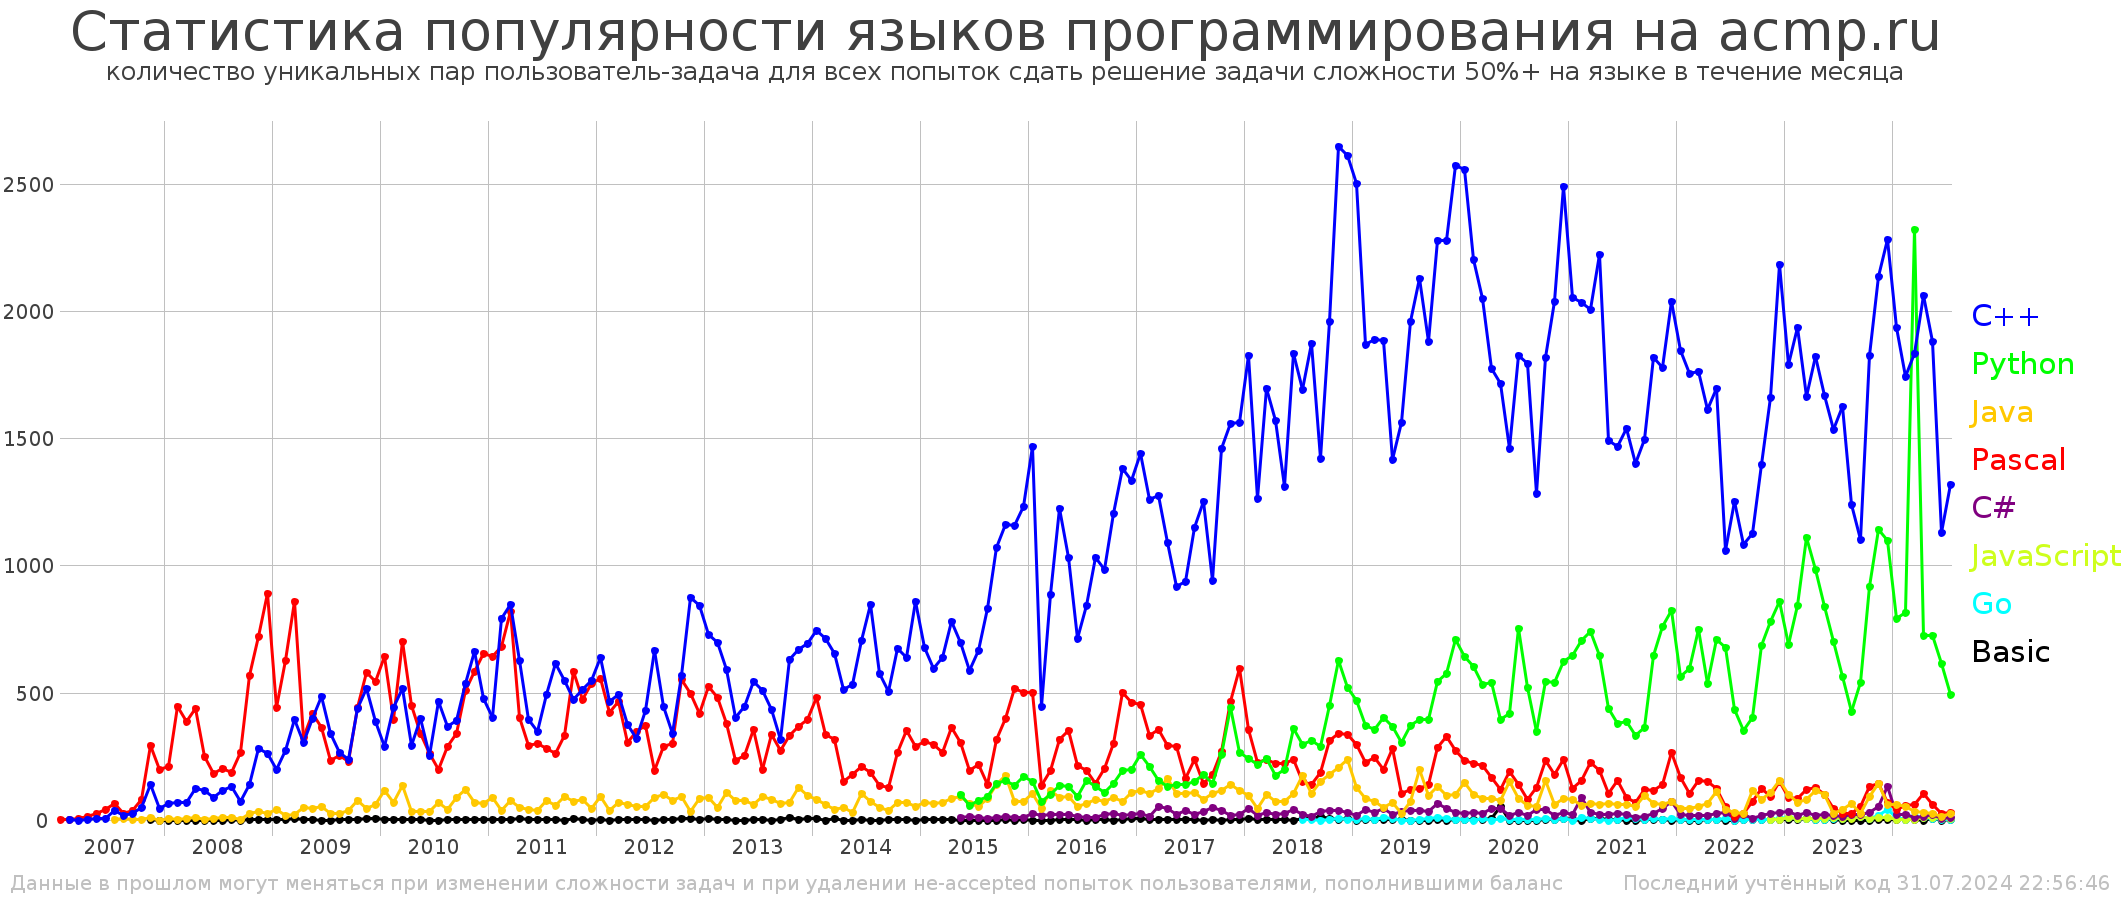 Статистика популярности языков программирования на acmp.ru
количество уникальных пар пользователь-задача для всех попыток сдать решение задачи сложности 50%+ на языке в течение месяца
2500
2000
1500
1000
500
0
C++
Python
Java
Pascal
C#
JavaScript
Go
Basic
2007 2008 2009 2010 2011 2012 2013 2014 2015 2016 2017 2018 2019 2020 2021 2022 2023
Данные в прошлом могут меняться при изменении сложности задач и при удалении не-accepted попыток пользователями, пополнившими баланс
Последний учтённый код 31.07.2024 22:56:46